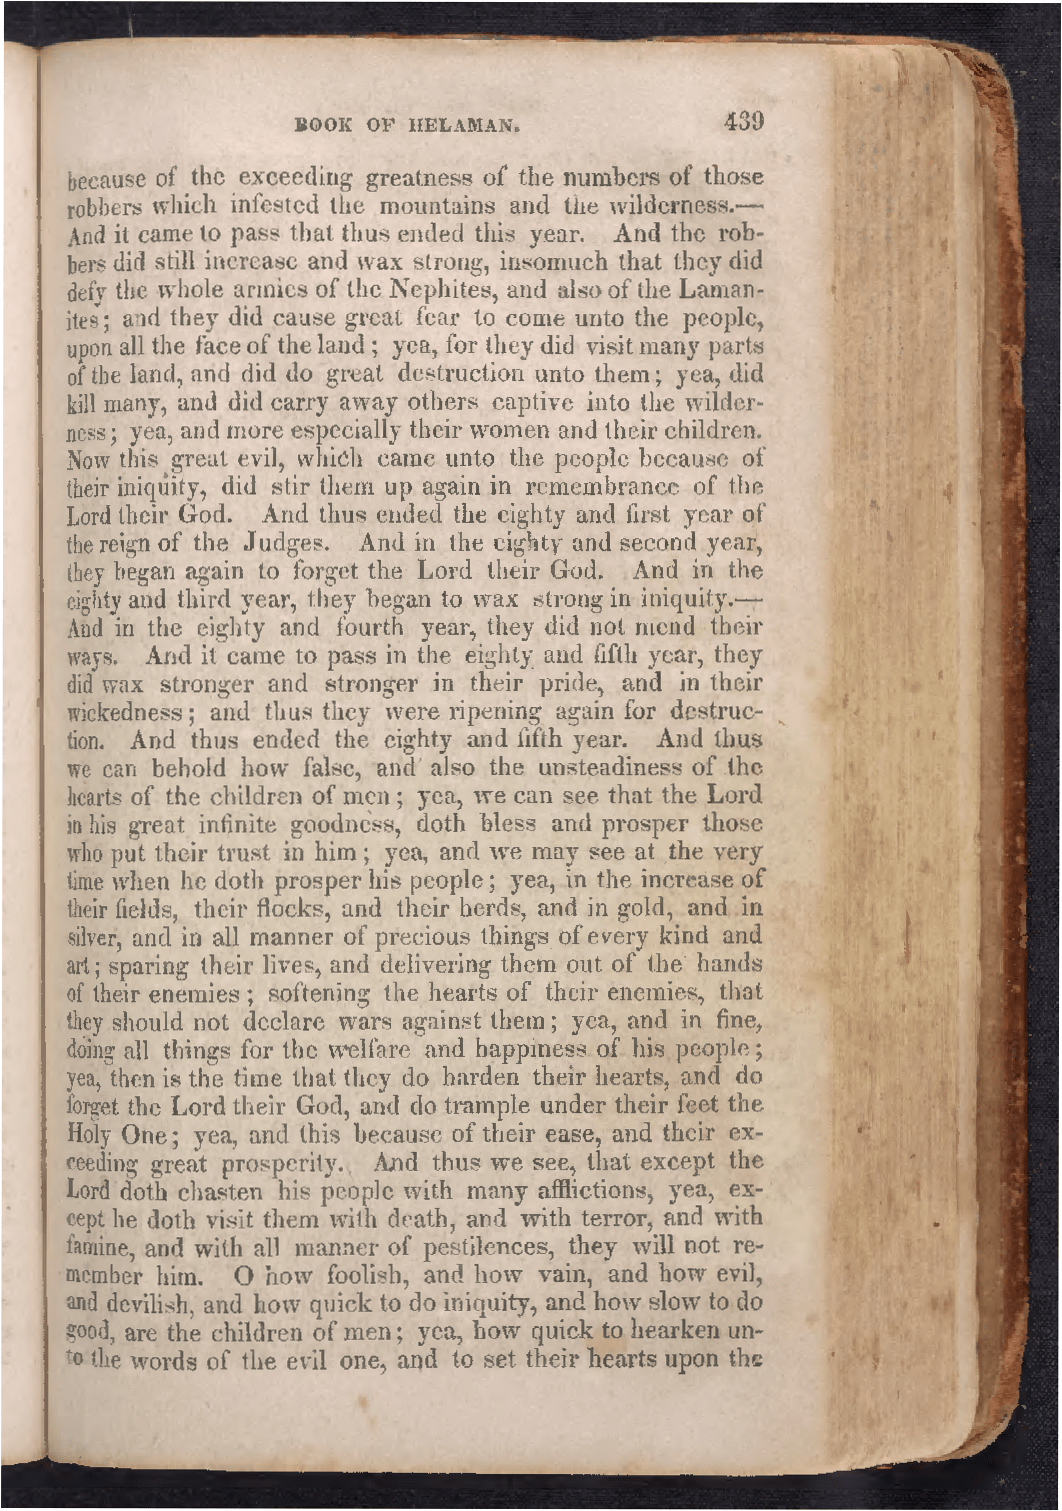 BOOK OF HELAMAN. 439
because of the exceeding greatness of the numbers of those
robbers which infested the mountains and the wilderness.—
And it came to pass that thus ended this year. And the rob-
bers did still increase and wax strong, insomuch that they did
defy the whole armies of the Nephites, and also of the Laman-
ites; and they did cause great fear to come unto the people,
upon all the face of the land; yea, for they did visit many parts
of the land, and did do great destruction unto them; yea, did
kill many, and did carry away others captive into the wilder-
ness; yea, and more especially their women and their children.
Now this great evil, which came unto the people because of
their iniquity, did stir them up again in remembrance of the
Lord their God. And thus ended the eighty and first year of
the reign of the Judges. And in the eighty and second year,
they began again to forget the Lord their God. And in the
eighty and third year, they began to wax strong in iniquity.—
And in the eighty and fourth year, they did not mend their
ways. And it came to pass in the eighty and fifth year, they
did wax stronger and stronger in their pride, and in their
wickedness; and thus they were ripening again for destruc-
tion. And thus ended the eighty and fifth year. And thus
we can behold how false, and also the unsteadiness of the
hearts of the children of men; yea, we can see that the Lord
in his great infinite goodness, doth bless and prosper those
who put their trust in him; yea, and we may see at the very
time when he doth prosper his people; yea, in the increase of
their fields, their flocks, and their herds, and in gold, and in
silver, and in all manner of precious things of every kind and
art; sparing their lives, and delivering them out of the hands
of their enemies; softening the hearts of their enemies, that
they should not declare wars against them; yea, and in fine,
doing all things for the welfare and happiness of his people;
yea, then is the time that they do harden their hearts, and do
forget the Lord their God, and do trample under their feet the
Holy One; yea, and this because of their ease, and their ex-
ceeding great prosperity. And thus we see, that except the
Lord doth chasten his people with many afflictions, yea, ex-
cept he doth visit them with death, and with terror, and with
famine, and with all manner of pestilences, they will not re-
member him. O how foolish, and how vain, and how evil,
and devilish, and how quick to do iniquity, and how slow to do
good, are the children of men; yea, how quick to hearken un-
to the words of the evil one, and to set their hearts upon the